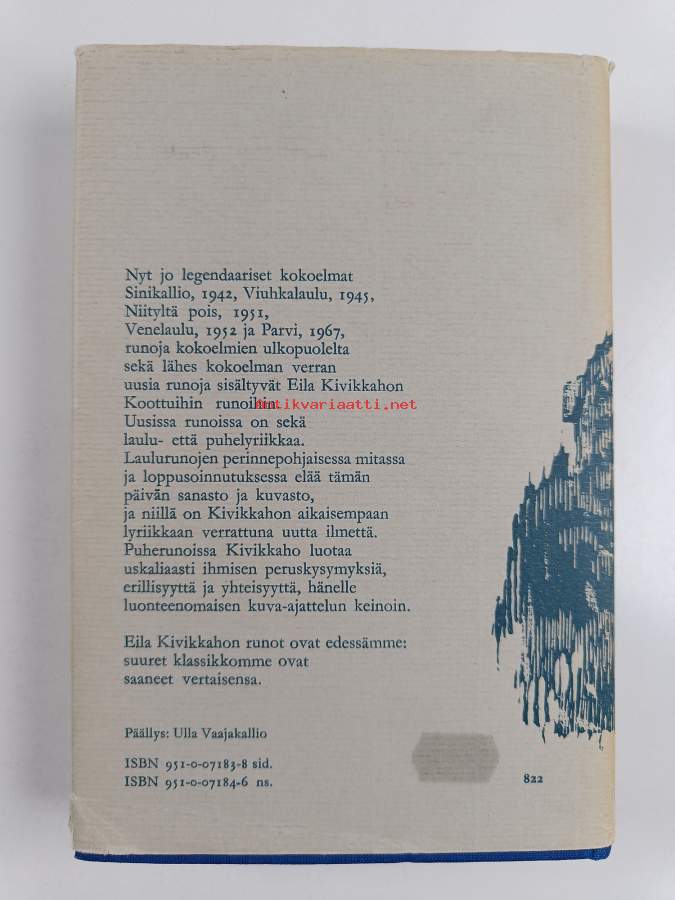 Nyt jo legendaariset kokoelmat
Sinikallio, 1942, Viuhkalaulu, 1945,
Niityltä pois, 1951,
Venelaulu, 1952 ja Parvi, 1967,
runoja kokoelmien ulkopuolelta
sekä lähes kokoelman verran
uusia runoja sisältyvät Eila Kivikkahon
Koottuihin runoihin.
antikvariaatti.net
Uusissa runoissa on sekä
laulu- että puhelyriikkaa.
Laulurunojen perinnepohjaisessa mitassa
ja loppusoinnutuksessa elää tämän
päivän sanasto ja kuvasto,
ja niillä on Kivikkahon aikaisempaan
lyriikkaan verrattuna uutta ilmettä.
Puherunoissa Kivikkaho luotaa
uskaliaasti ihmisen peruskysymyksiä,
erillisyyttä ja yhteisyyttä, hänelle
luonteenomaisen kuva-ajattelun keinoin.
Eila Kivikkahon runot ovat edessämme:
suuret klassikkomme ovat
saaneet vertaisensa.
Päällys: Ulla Vaajakallio
ISBN 951-0-07183-8 sid.
ISBN 951-0-07184-6 ns.
822